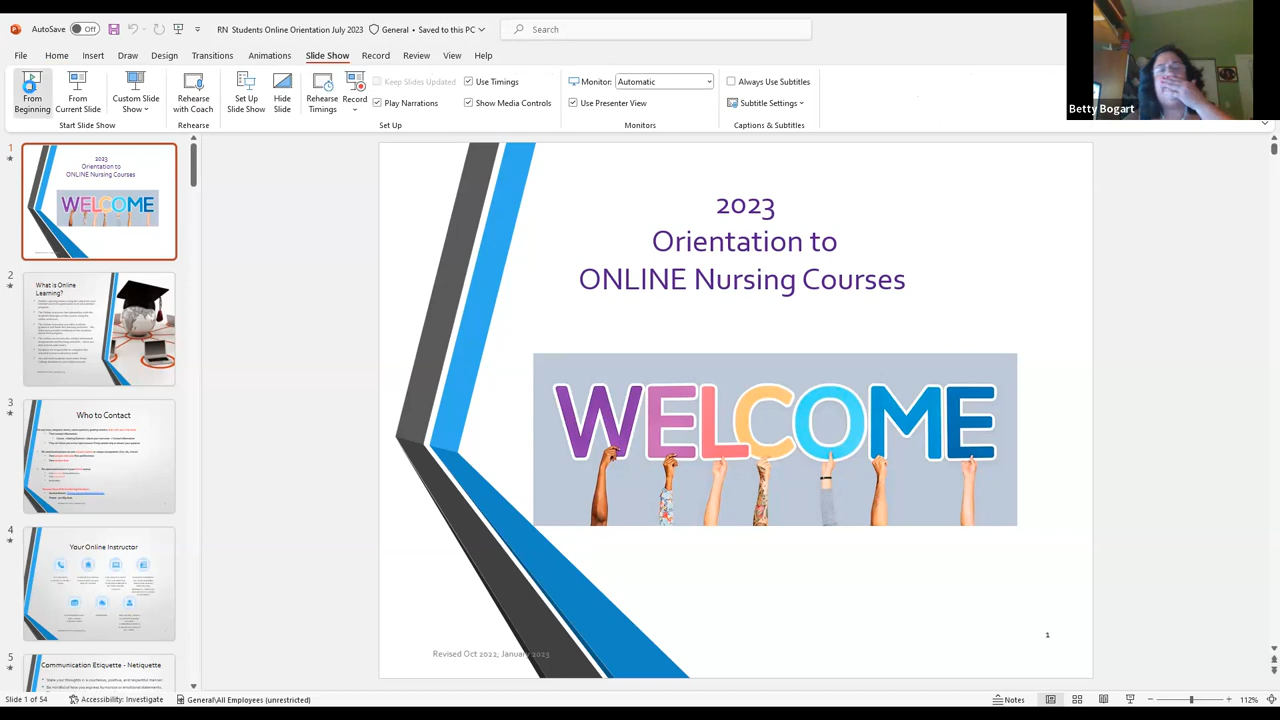 AutoSave Off RN Students Online Orientation July 2023 General • Saved to this PC Search
File Home Insert Draw Design Transitions Animations Slide Show Record Review View Help
From Beginning
From Current Slide
Custom Slide Show
Start Slide Show
Rehearse with Coach
Rehearse
Set Up Slide Show
Hide Slide
Rehearse Timings
Record
Keep Slides Updated
Play Narrations
Use Timings
Show Media Controls
Set Up
Monitor: Automatic
Use Presenter View
Monitors
Always Use Subtitles
Subtitle Settings
Captions & Subtitles
Betty Bogart
1
2023
Orientation to
ONLINE Nursing Courses
WELCOME
2
What is Online
Learning?
3
Who to Contact
4
Your Online Instructor
5
Communication Etiquette - Netiquette
2023
Orientation to
ONLINE Nursing Courses
WELCOME
1
Revised Oct 2022, January 2023
Slide 1 of 54 Accessibility: Investigate General\All Employees (unrestricted) Notes 112%